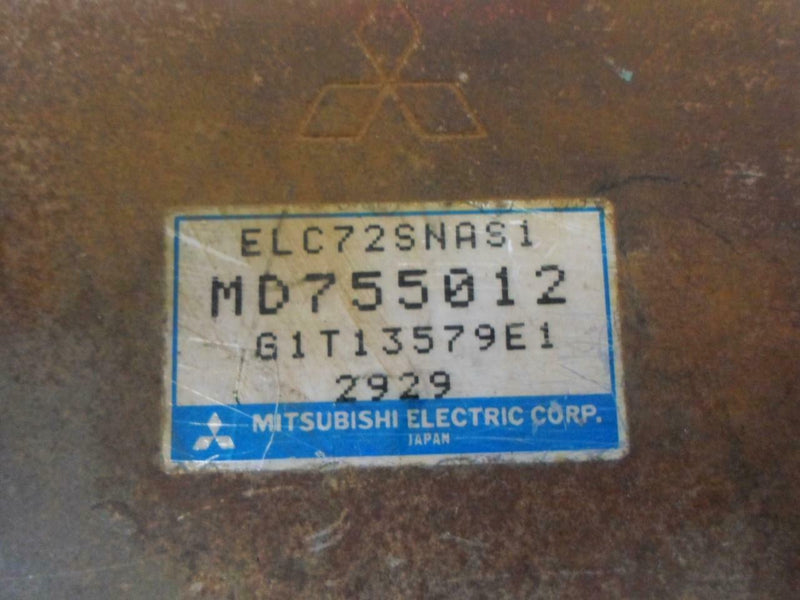 ELC72SNAS1
MD755012
G1T13579E1
2929
MITSUBISHI ELECTRIC CORP.
JAPAN